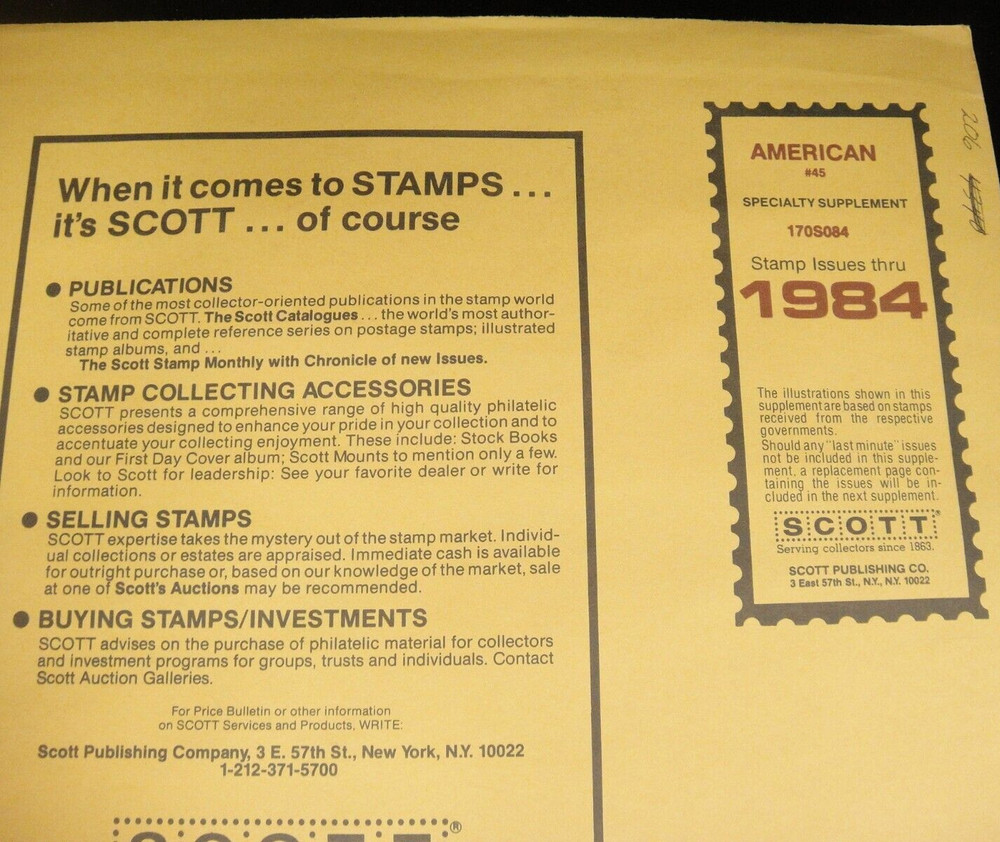 When it comes to STAMPS ...
it's SCOTT ... of course
● PUBLICATIONS
Some of the most collector-oriented publications in the stamp world
come from SCOTT. The Scott Catalogues ... the world's most author-
itative and complete reference series on postage stamps; illustrated
stamp albums, and ...
The Scott Stamp Monthly with Chronicle of new Issues.
● STAMP COLLECTING ACCESSORIES
SCOTT presents a comprehensive range of high quality philatelic
accessories designed to enhance your pride in your collection and to
accentuate your collecting enjoyment. These include: Stock Books
and our First Day Cover album; Scott Mounts to mention only a few.
Look to Scott for leadership: See your favorite dealer or write for
information.
● SELLING STAMPS
SCOTT expertise takes the mystery out of the stamp market. Individ-
ual collections or estates are appraised. Immediate cash is available
for outright purchase or, based on our knowledge of the market, sale
at one of Scott's Auctions may be recommended.
● BUYING STAMPS/INVESTMENTS
SCOTT advises on the purchase of philatelic material for collectors
and investment programs for groups, trusts and individuals. Contact
Scott Auction Galleries.
For Price Bulletin or other information
on SCOTT Services and Products, WRITE:
Scott Publishing Company, 3 E. 57th St., New York, N.Y. 10022
1-212-371-5700
SCOTT®
AMERICAN
#45
SPECIALTY SUPPLEMENT
170S084
Stamp Issues thru
1984
The illustrations shown in this
supplement are based on stamps
received from the respective
governments.
Should any "last minute" issues
not be included in this supple-
ment, a replacement page con-
taining the issues will be in-
cluded in the next supplement.
SCOTT®
Serving collectors since 1863.
SCOTT PUBLISHING CO.
3 East 57th St., N.Y., N.Y. 10022
206